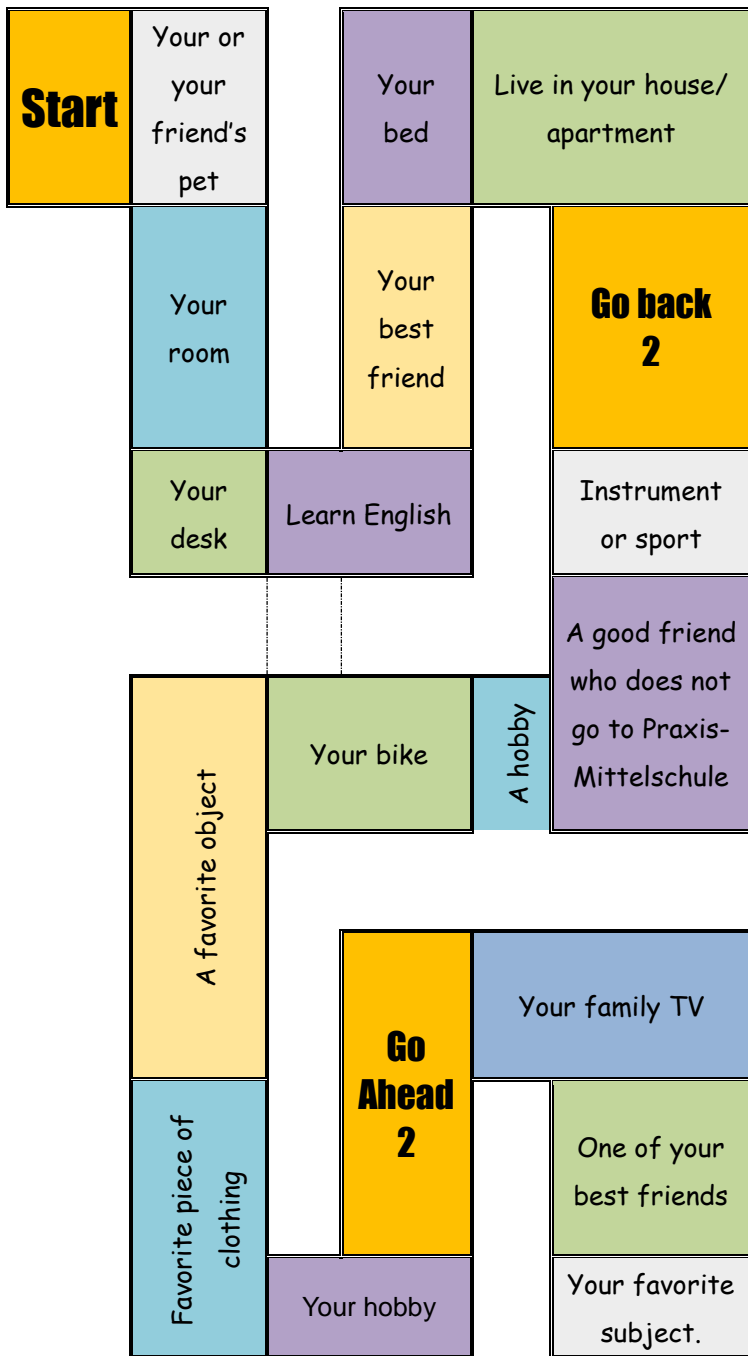 Start
Your or
your
friend's
pet
Your
room
Your
desk
Learn English
Your
best
friend
Your
bed
Live in your house/
apartment
Go back
2
Instrument
or sport
A good friend
who does not
go to Praxis-
Mittelschule
A hobby
Your bike
A favorite object
Favorite piece of
clothing
Your hobby
Go
Ahead
2
Your family TV
One of your
best friends
Your favorite
subject.